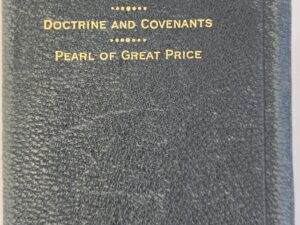 Doctrine and Covenants
Pearl of Great Price